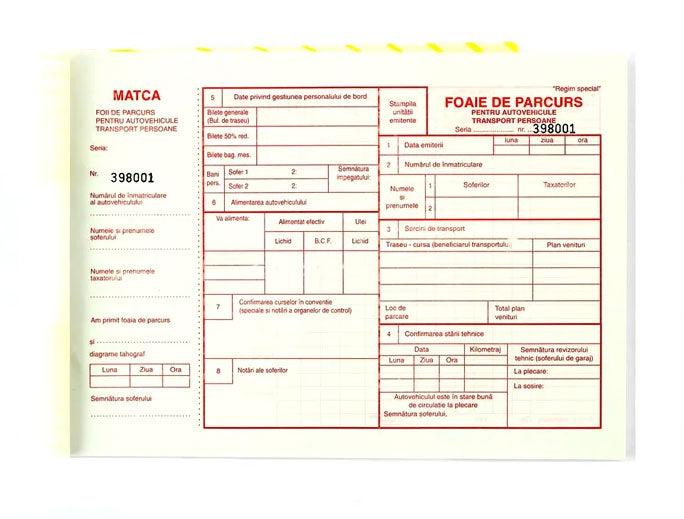 MATCA
FOII DE PARCURS
PENTRU AUTOVEHICULE
TRANSPORT PERSOANE
Seria:
Nr. 398001
Numărul de înmatriculare
al autovehiculului
Numele și prenumele
șoferului
Numele și prenumele
taxatorului
Am primit foaia de parcurs
și
diagrame tahograf
Luna Ziua Ora
Semnătura șoferului
5 Date privind gestiunea personalului de bord
Bilete generale
(Bul. de traseu)
Bilete 50% red.
Bilete bag. mes.
Bani
pers.
Șofer 1 2:
Șofer 2 2:
Semnătura
impegatului:
6 Alimentarea autovehiculului
Va alimenta: Alimentat efectiv Ulei
Lichid B.C.F. Lichid
7 Confirmarea curselor în convenție
(speciale și notări a organelor de control)
8 Notări ale șoferilor
"Regim special"
Ștampila
unității
emitente
FOAIE DE PARCURS
PENTRU AUTOVEHICULE
TRANSPORT PERSOANE
Seria ..................... nr. ..398001
1 Data emiterii luna ziua ora
2 Numărul de înmatriculare
Numele
și
prenumele
1 Șoferilor Taxatorilor
2
3 Sarcini de transport
Traseu - cursa (beneficiarul transportului) Plan venituri
Loc de
parcare
Total plan
venituri
4 Confirmarea stării tehnice
Data Kilometraj Semnătura revizorului
tehnic (șoferului de garaj)
Luna Ziua Ora
La plecare:
La sosire:
Autovehiculul este în stare bună
de circulație la plecare
Semnătura șoferului,